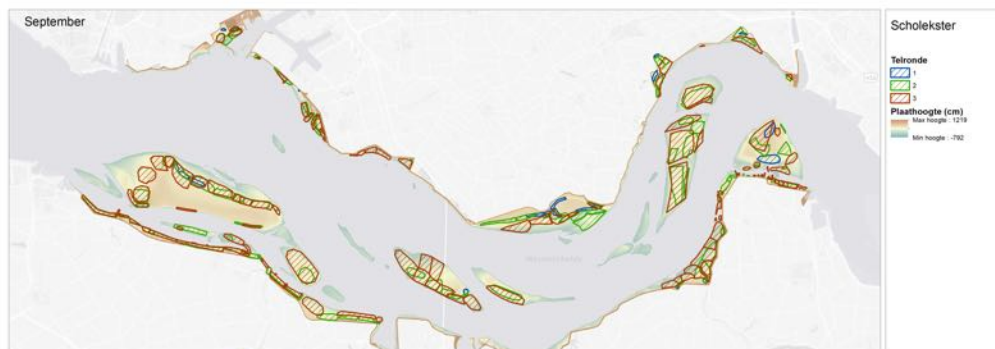 September
Scholekster
Telronde
1
2
3
Plaathoogte (cm)
Max hoogte : 1219
Min hoogte : -792